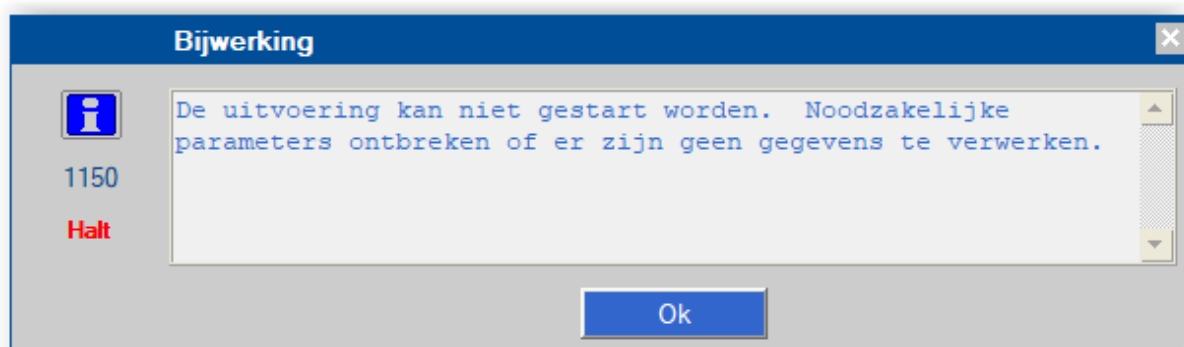 Bijwerking
De uitvoering kan niet gestart worden.  Noodzakelijke
parameters ontbreken of er zijn geen gegevens te verwerken.
1150
Halt
Ok